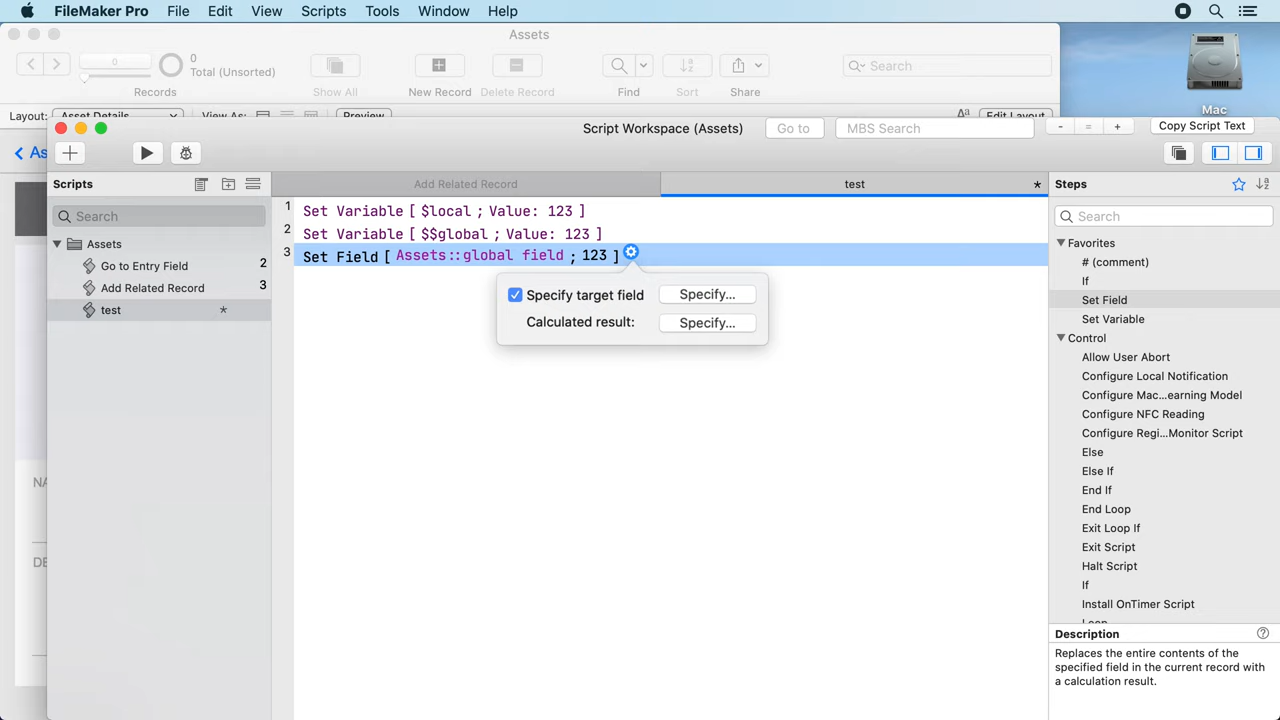 FileMaker Pro File Edit View Scripts Tools Window Help
Assets
0
0
Total (Unsorted)
Search
Records
Show All
New Record
Delete Record
Find
Sort
Share
Layout: Asset Details
View As:
Preview
Aa
Edit Layout
Mac
Script Workspace (Assets)
Go to
MBS Search
- = +
Copy Script Text
As
Scripts
Add Related Record
test *
Steps
Search
1 Set Variable [ $local ; Value: 123 ]
2 Set Variable [ $$global ; Value: 123 ]
3 Set Field [ Assets::global field ; 123 ]
Assets
Go to Entry Field 2
Add Related Record 3
test *
Specify target field Specify...
Calculated result: Specify...
NA
DE
Search
Favorites
# (comment)
If
Set Field
Set Variable
Control
Allow User Abort
Configure Local Notification
Configure Mac...earning Model
Configure NFC Reading
Configure Regi...Monitor Script
Else
Else If
End If
End Loop
Exit Loop If
Exit Script
Halt Script
If
Install OnTimer Script
Loop
Description
Replaces the entire contents of the
specified field in the current record with
a calculation result.